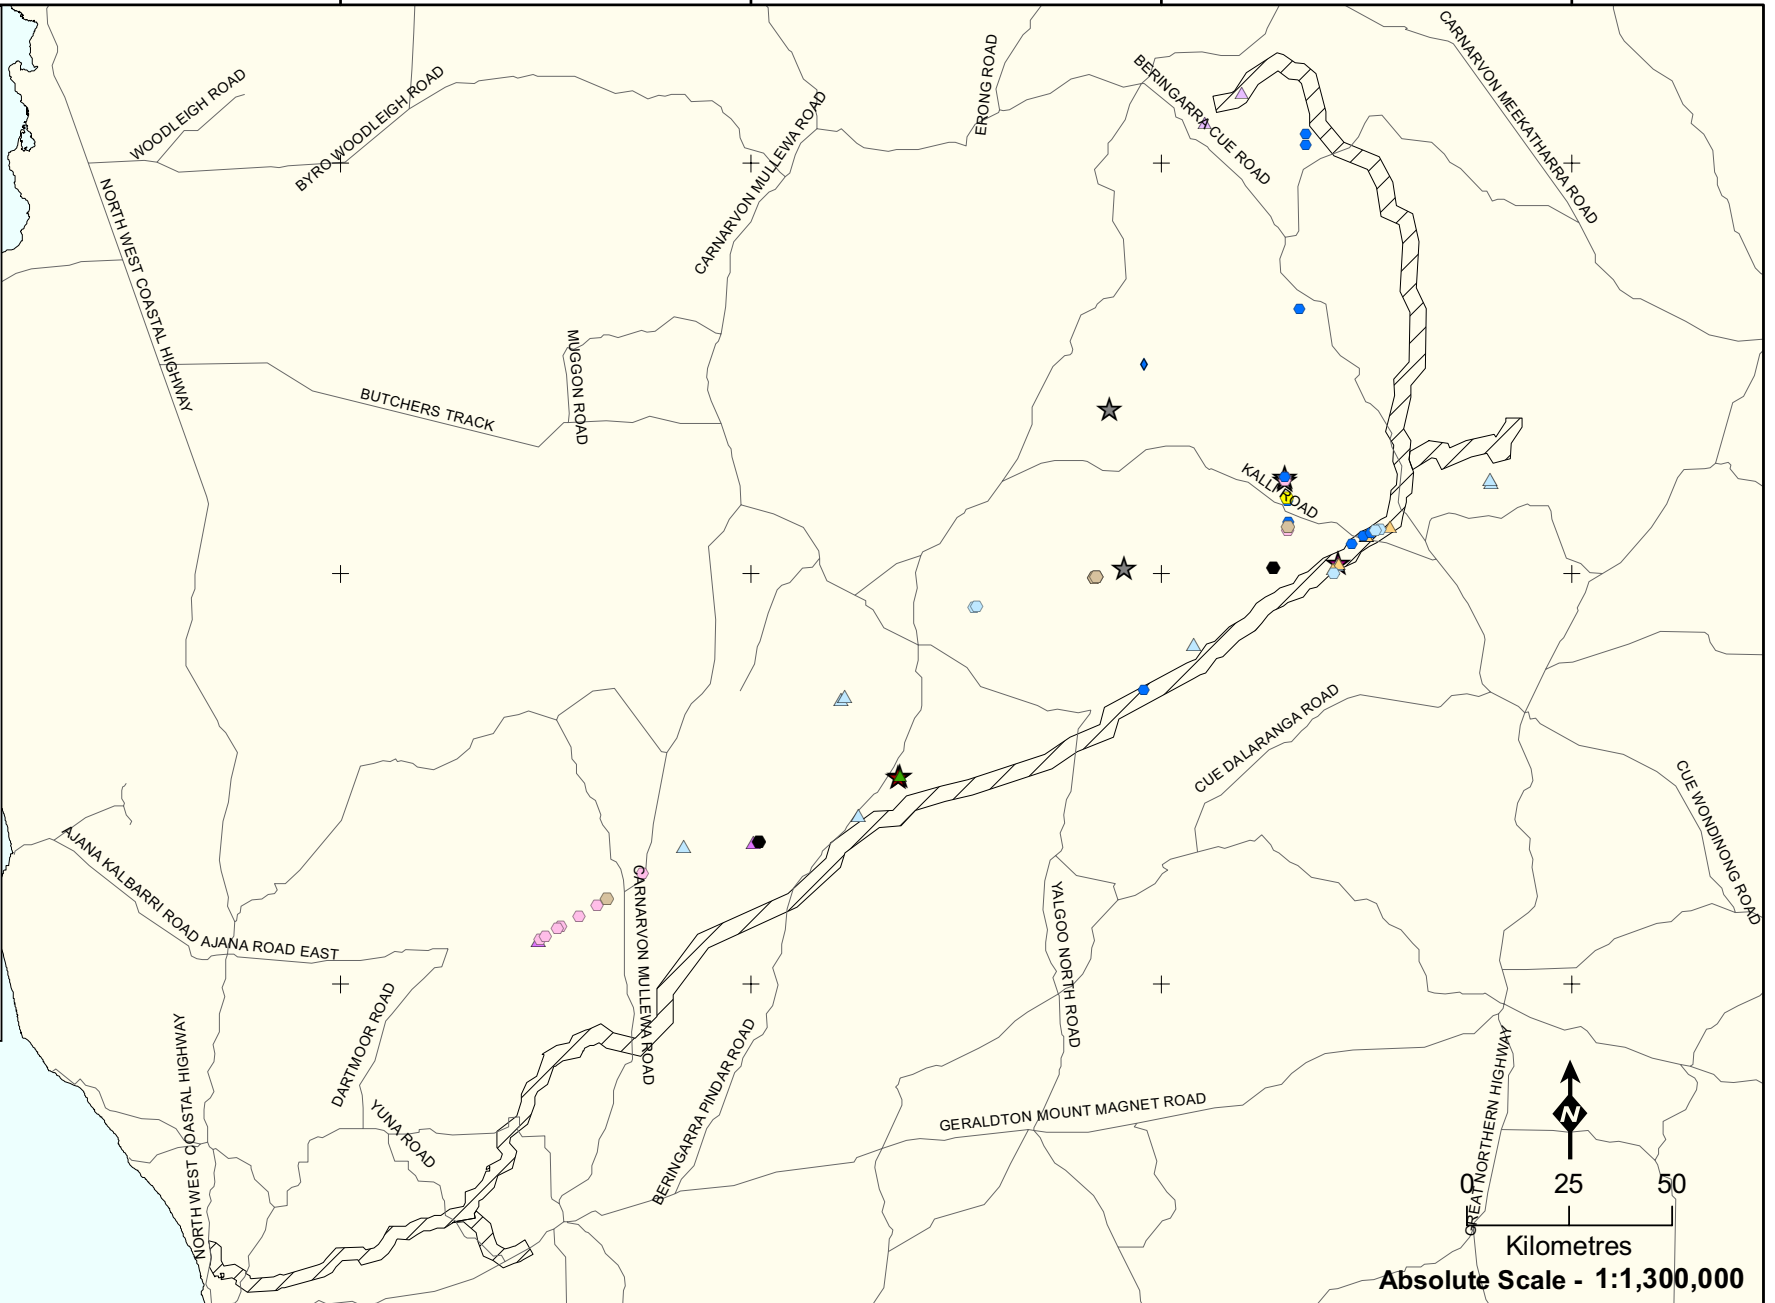 WOODLEIGH ROAD
BYRO WOODLEIGH ROAD
CARNARVON MULLEWA ROAD
ERONG ROAD
BERINGARRA CUE ROAD
CARNARVON MEEKATHARRA ROAD
NORTH WEST COASTAL HIGHWAY
MUGGON ROAD
BUTCHERS TRACK
KALLI ROAD
CUE DALARANGA ROAD
CUE WONDINONG ROAD
AJANA KALBARRI ROAD
AJANA ROAD EAST
CARNARVON MULLEWA ROAD
YALGOO NORTH ROAD
DARTMOOR ROAD
NORTH WEST COASTAL HIGHWAY
YUNA ROAD
BERINGARRA PINDAR ROAD
GERALDTON MOUNT MAGNET ROAD
GREAT NORTHERN HIGHWAY
N
0 25 50
Kilometres
Absolute Scale - 1:1,300,000